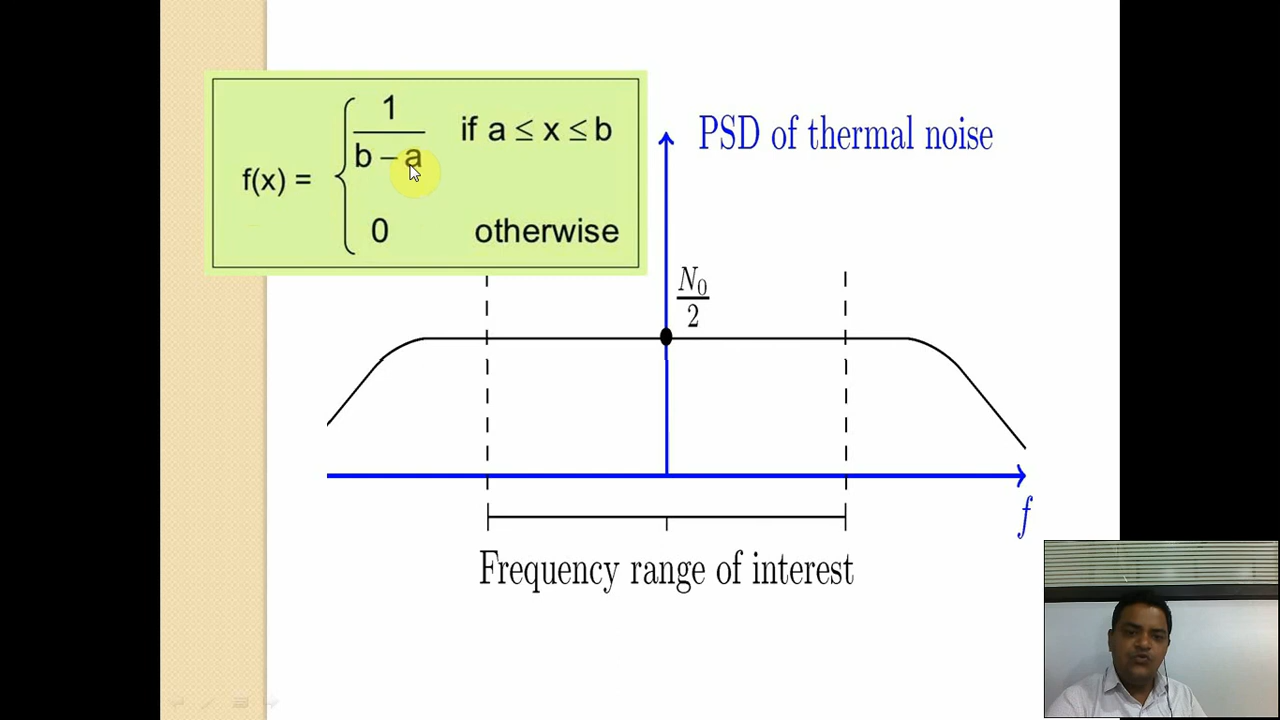 f(x) = { 1 / (b – a) if a ≤ x ≤ b
0 otherwise
PSD of thermal noise
N₀/2
f
Frequency range of interest